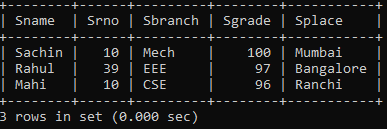 +--------+------+---------+--------+-----------+
| Sname  | Srno | Sbranch | Sgrade | Splace    |
+--------+------+---------+--------+-----------+
| Sachin |   10 | Mech    |    100 | Mumbai    |
| Rahul  |   39 | EEE     |     97 | Bangalore |
| Mahi   |   10 | CSE     |     96 | Ranchi    |
+--------+------+---------+--------+-----------+
3 rows in set (0.000 sec)